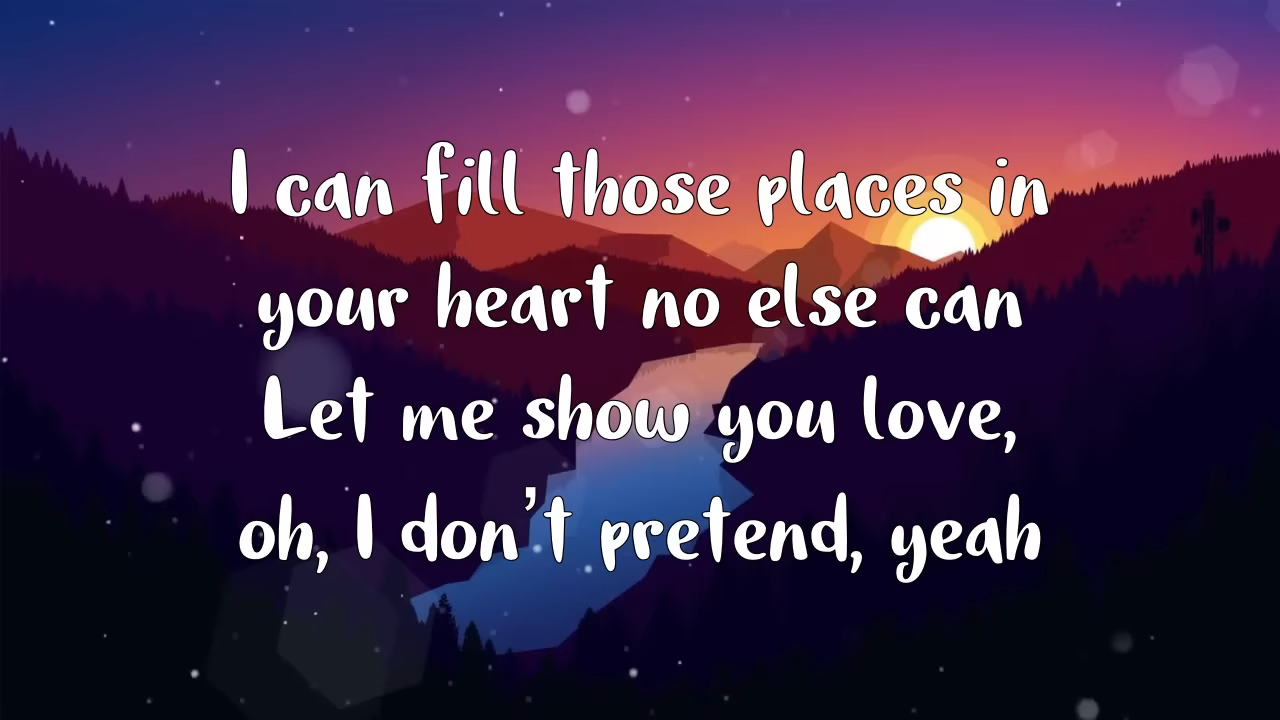 I can fill those places in
your heart no else can
Let me show you love,
oh, I don't pretend, yeah